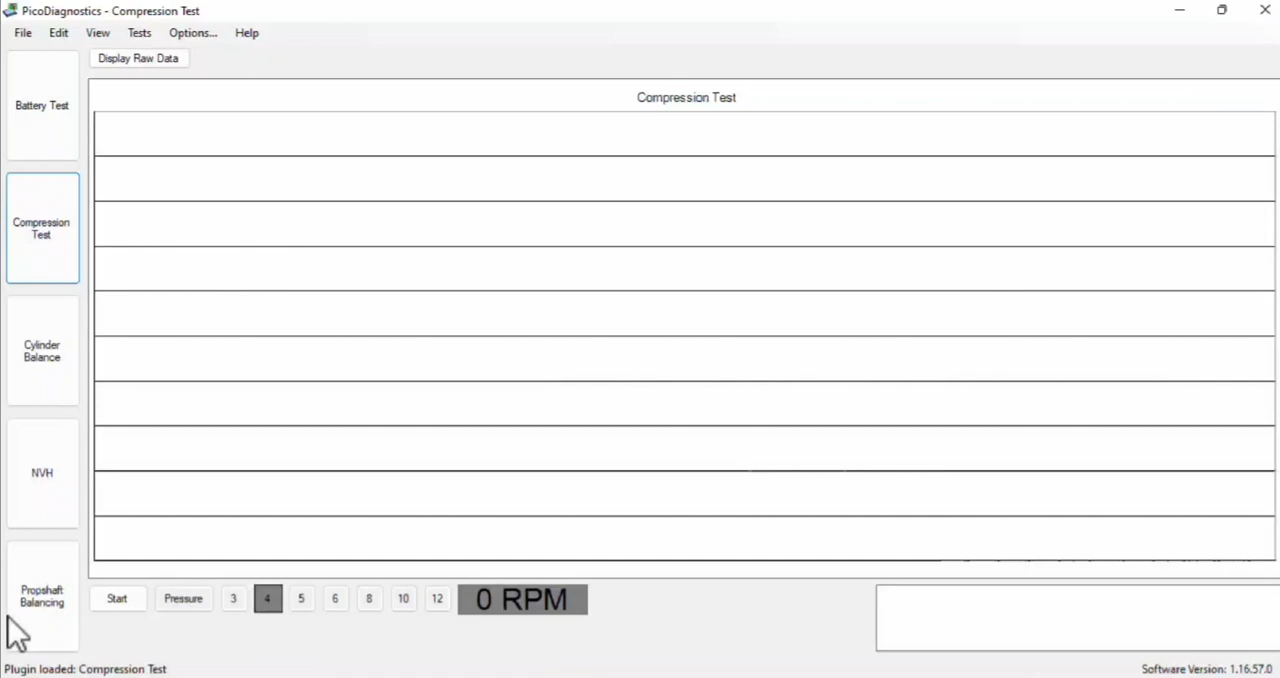 PicoDiagnostics - Compression Test
File Edit View Tests Options... Help
Display Raw Data
Battery Test
Compression
Test
Cylinder
Balance
NVH
Propshaft
Balancing
Compression Test
Start Pressure 3 4 5 6 8 10 12 0 RPM
Plugin loaded: Compression Test
Software Version: 1.16.57.0